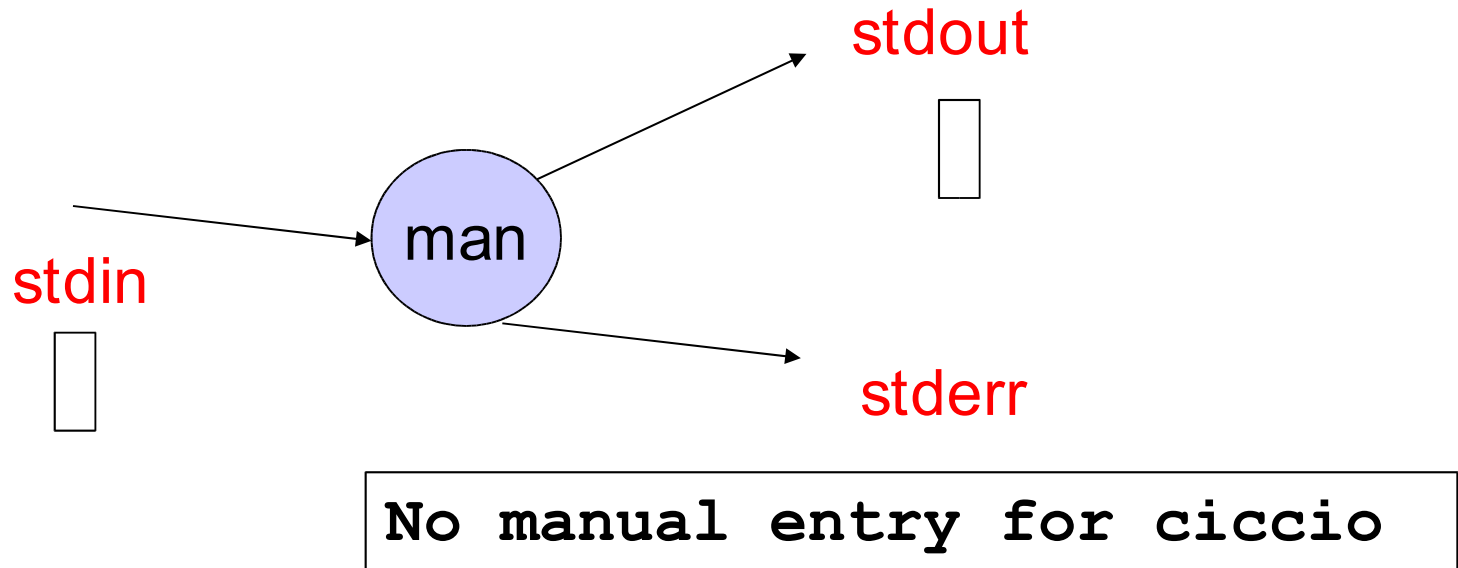 stdout
man
stdin
stderr
No manual entry for ciccio